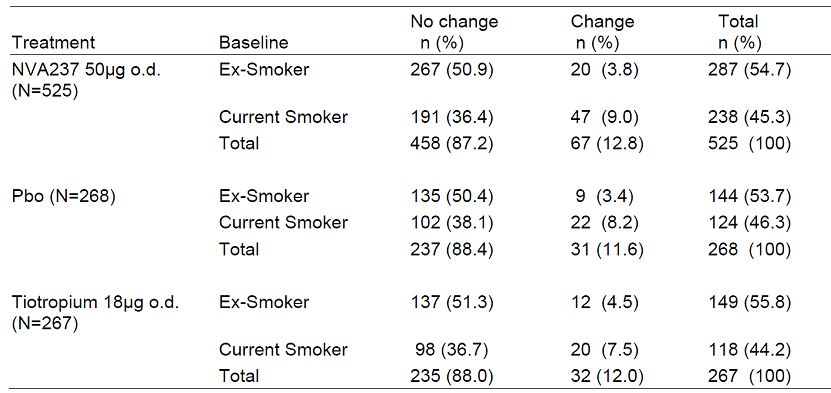 No change Change Total
Treatment Baseline n (%) n (%) n (%)
NVA237 50µg o.d. Ex-Smoker 267 (50.9) 20 (3.8) 287 (54.7)
(N=525)
Current Smoker 191 (36.4) 47 (9.0) 238 (45.3)
Total 458 (87.2) 67 (12.8) 525 (100)
Pbo (N=268) Ex-Smoker 135 (50.4) 9 (3.4) 144 (53.7)
Current Smoker 102 (38.1) 22 (8.2) 124 (46.3)
Total 237 (88.4) 31 (11.6) 268 (100)
Tiotropium 18µg o.d. Ex-Smoker 137 (51.3) 12 (4.5) 149 (55.8)
(N=267)
Current Smoker 98 (36.7) 20 (7.5) 118 (44.2)
Total 235 (88.0) 32 (12.0) 267 (100)